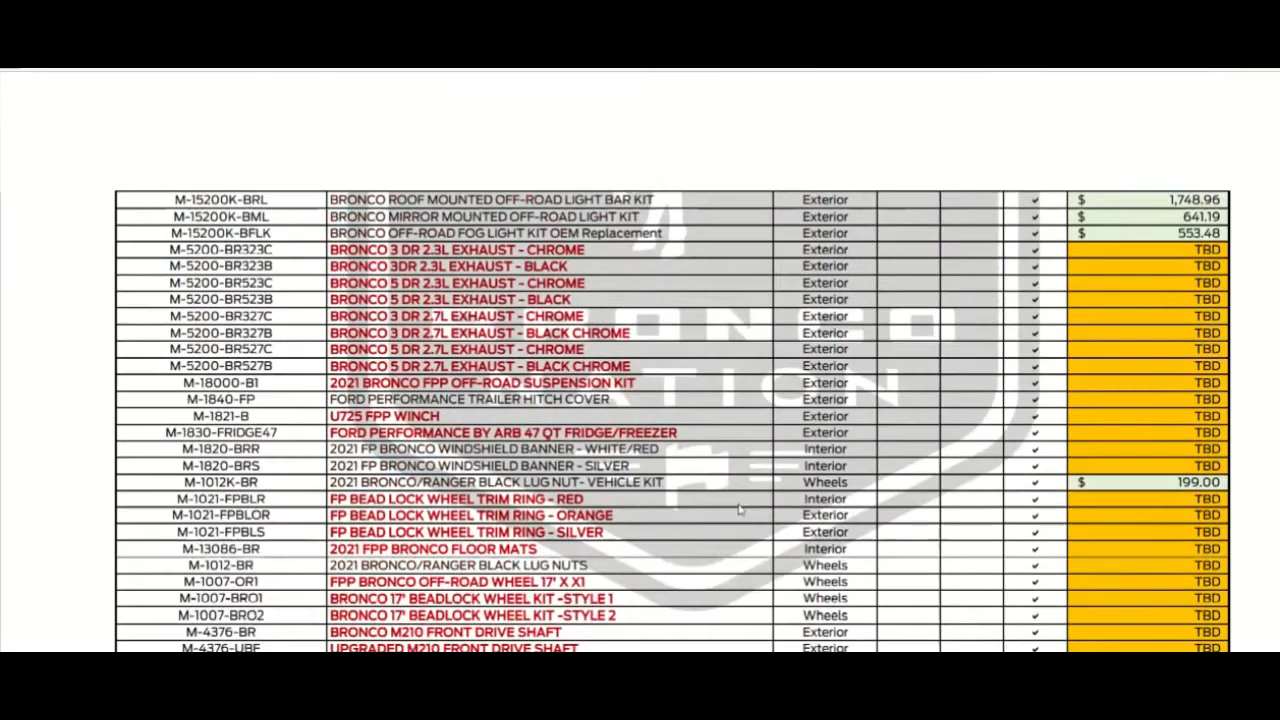 M-15200K-BRL BRONCO ROOF MOUNTED OFF-ROAD LIGHT BAR KIT Exterior ✓ $ 1,748.96
M-15200K-BML BRONCO MIRROR MOUNTED OFF-ROAD LIGHT KIT Exterior ✓ $ 641.19
M-15200K-BFLK BRONCO OFF-ROAD FOG LIGHT KIT OEM Replacement Exterior ✓ $ 553.48
M-5200-BR323C BRONCO 3 DR 2.3L EXHAUST - CHROME Exterior ✓ TBD
M-5200-BR323B BRONCO 3DR 2.3L EXHAUST - BLACK Exterior ✓ TBD
M-5200-BR523C BRONCO 5 DR 2.3L EXHAUST - CHROME Exterior ✓ TBD
M-5200-BR523B BRONCO 5 DR 2.3L EXHAUST - BLACK Exterior ✓ TBD
M-5200-BR327C BRONCO 3 DR 2.7L EXHAUST - CHROME Exterior ✓ TBD
M-5200-BR327B BRONCO 3 DR 2.7L EXHAUST - BLACK CHROME Exterior ✓ TBD
M-5200-BR527C BRONCO 5 DR 2.7L EXHAUST - CHROME Exterior ✓ TBD
M-5200-BR527B BRONCO 5 DR 2.7L EXHAUST - BLACK CHROME Exterior ✓ TBD
M-18000-B1 2021 BRONCO FPP OFF-ROAD SUSPENSION KIT Exterior ✓ TBD
M-1840-FP FORD PERFORMANCE TRAILER HITCH COVER Exterior ✓ TBD
M-1821-B U725 FPP WINCH Exterior ✓ TBD
M-1830-FRIDGE47 FORD PERFORMANCE BY ARB 47 QT FRIDGE/FREEZER Exterior ✓ TBD
M-1820-BRR 2021 FP BRONCO WINDSHIELD BANNER - WHITE/RED Interior ✓ TBD
M-1820-BRS 2021 FP BRONCO WINDSHIELD BANNER - SILVER Interior ✓ TBD
M-1012K-BR 2021 BRONCO/RANGER BLACK LUG NUT- VEHICLE KIT Wheels ✓ $ 199.00
M-1021-FPBLR FP BEAD LOCK WHEEL TRIM RING - RED Interior ✓ TBD
M-1021-FPBLOR FP BEAD LOCK WHEEL TRIM RING - ORANGE Exterior ✓ TBD
M-1021-FPBLS FP BEAD LOCK WHEEL TRIM RING - SILVER Exterior ✓ TBD
M-13086-BR 2021 FPP BRONCO FLOOR MATS Interior ✓ TBD
M-1012-BR 2021 BRONCO/RANGER BLACK LUG NUTS Wheels ✓ TBD
M-1007-OR1 FPP BRONCO OFF-ROAD WHEEL 17' X X1 Wheels ✓ TBD
M-1007-BRO1 BRONCO 17' BEADLOCK WHEEL KIT -STYLE 1 Wheels ✓ TBD
M-1007-BRO2 BRONCO 17' BEADLOCK WHEEL KIT -STYLE 2 Wheels ✓ TBD
M-4376-BR BRONCO M210 FRONT DRIVE SHAFT Exterior ✓ TBD
M-4376-UBF UPGRADED M210 FRONT DRIVE SHAFT Exterior ✓ TBD